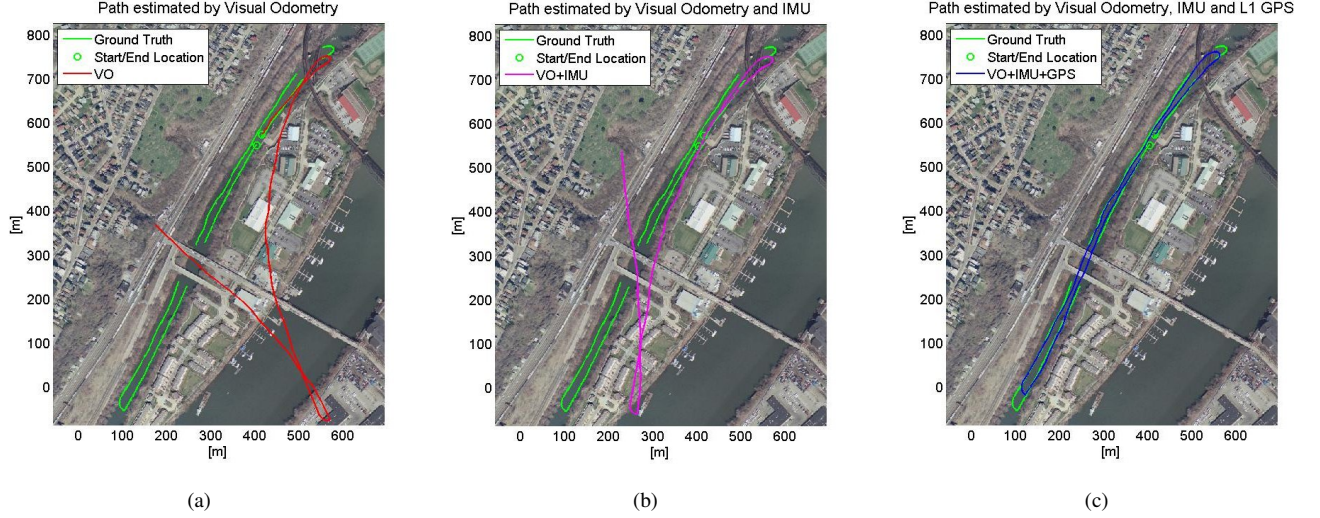 Path estimated by Visual Odometry
800
700
600
500
400
300
200
100
0
[m]
Ground Truth
Start/End Location
VO
0 100 200 300 400 500 600
[m]
(a)
Path estimated by Visual Odometry and IMU
800
700
600
500
400
300
200
100
0
[m]
Ground Truth
Start/End Location
VO+IMU
0 100 200 300 400 500 600
[m]
(b)
Path estimated by Visual Odometry, IMU and L1 GPS
800
700
600
500
400
300
200
100
0
[m]
Ground Truth
Start/End Location
VO+IMU+GPS
0 100 200 300 400 500 600
[m]
(c)